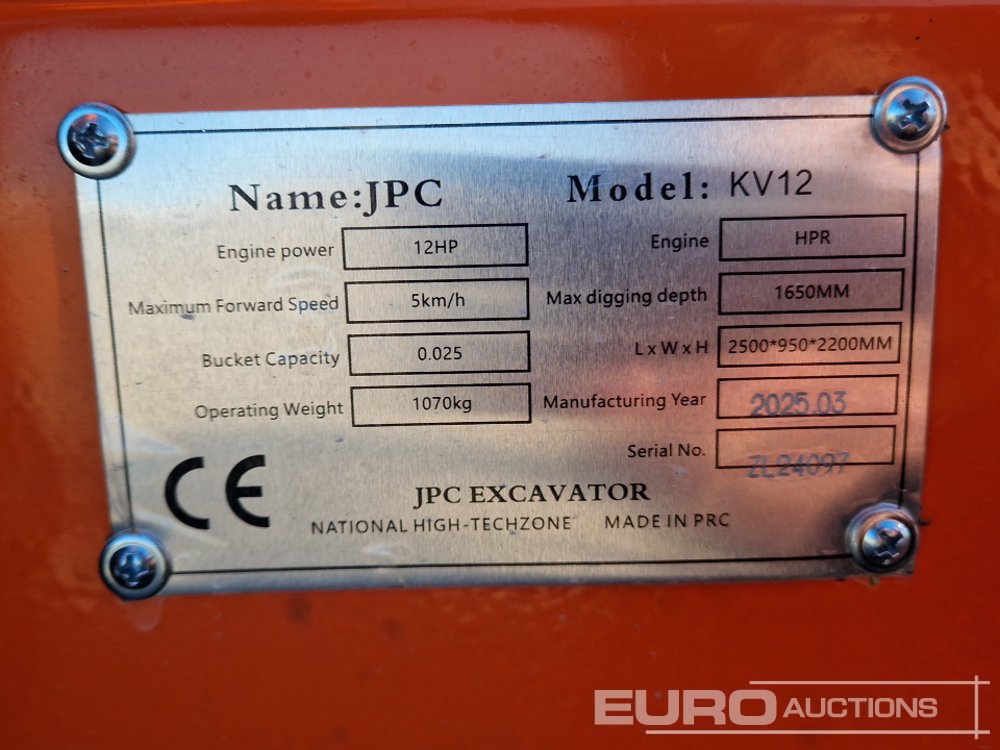 Name:JPC Model: KV12
Engine power 12HP Engine HPR
Maximum Forward Speed 5km/h Max digging depth 1650MM
Bucket Capacity 0.025 LxWxH 2500*950*2200MM
Operating Weight 1070kg Manufacturing Year 2025.03
Serial No. ZL24097
CE
JPC EXCAVATOR
NATIONAL HIGH-TECHZONE MADE IN PRC
EURO AUCTIONS